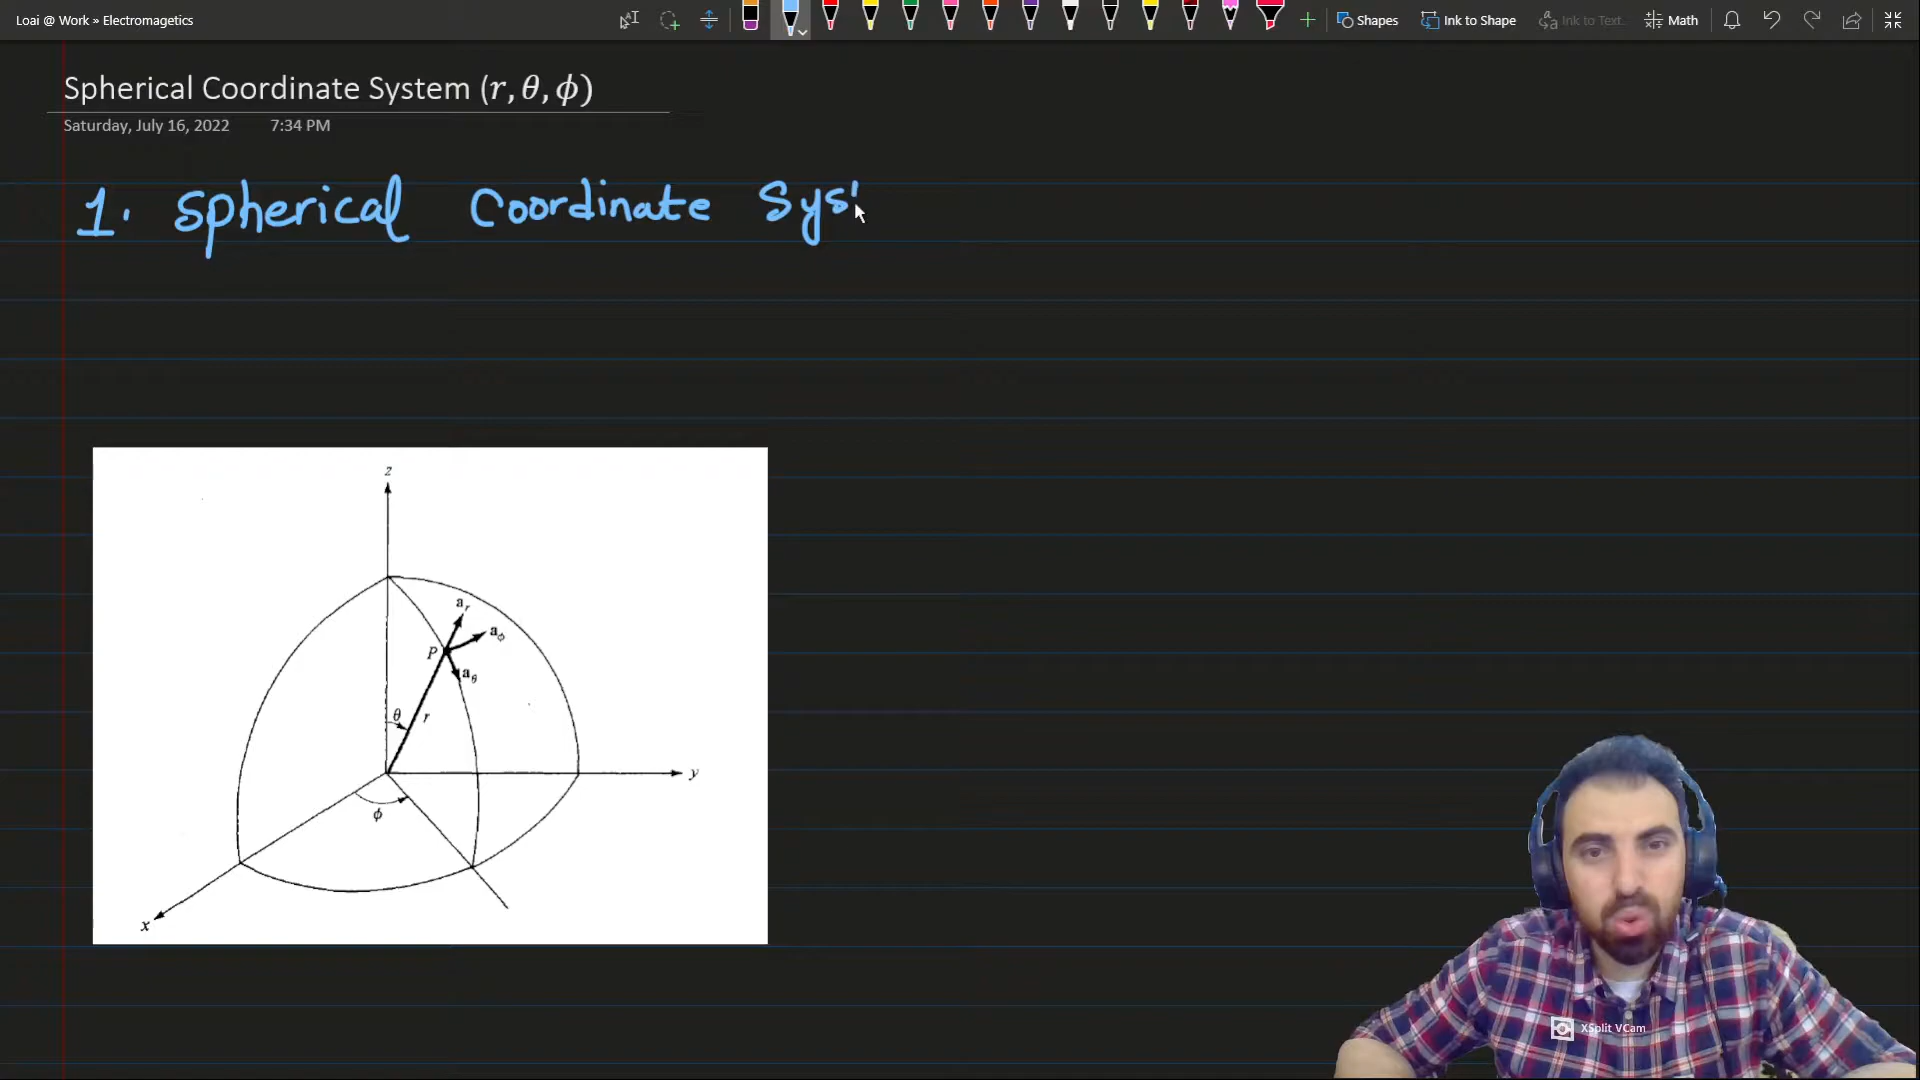 Loai @ Work » Electromagetics
Shapes Ink to Shape Ink to Text Math
Spherical Coordinate System (r, θ, ϕ)
Saturday, July 16, 2022 7:34 PM
1. Spherical Coordinate Sys
z
a_r
a_ϕ
P
a_θ
θ r
y
ϕ
x
XSplit VCam